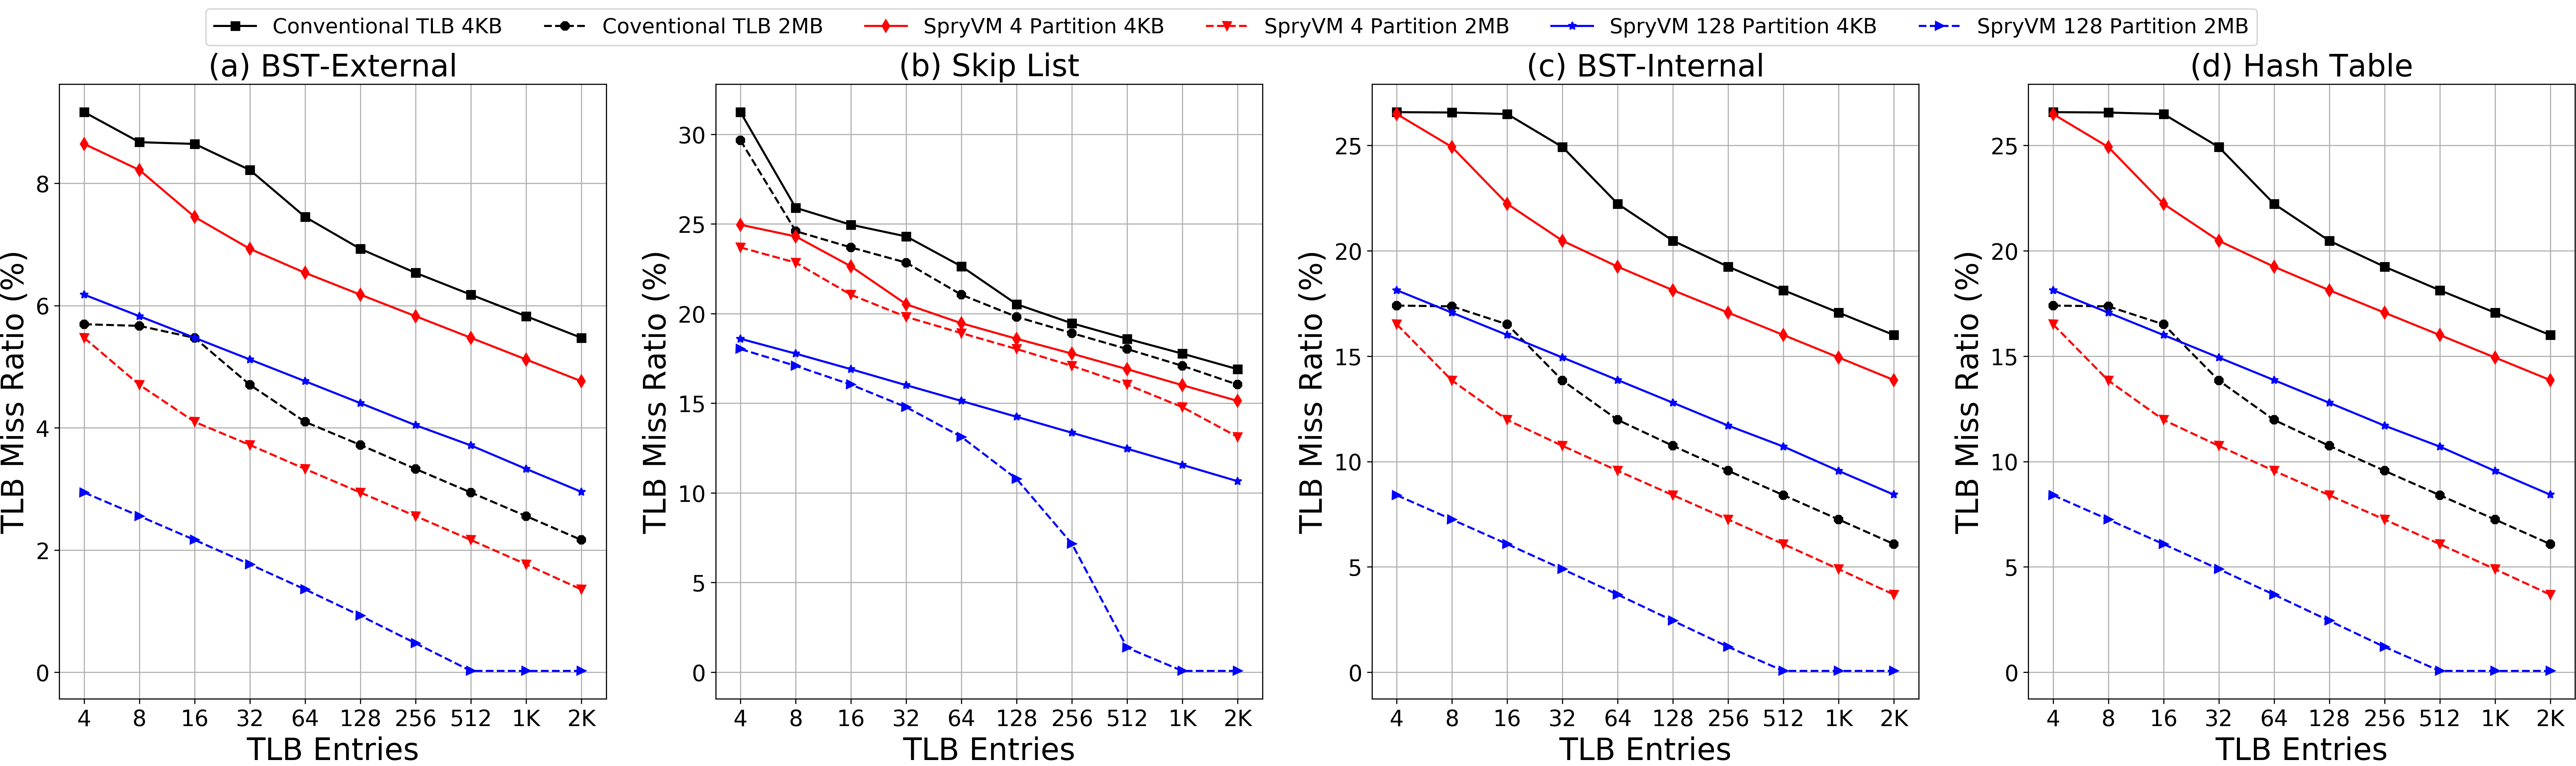 Conventional TLB 4KB Coventional TLB 2MB SpryVM 4 Partition 4KB SpryVM 4 Partition 2MB SpryVM 128 Partition 4KB SpryVM 128 Partition 2MB
(a) BST-External
TLB Miss Ratio (%)
8
6
4
2
0
4 8 16 32 64 128 256 512 1K 2K
TLB Entries
(b) Skip List
TLB Miss Ratio (%)
30
25
20
15
10
5
0
4 8 16 32 64 128 256 512 1K 2K
TLB Entries
(c) BST-Internal
TLB Miss Ratio (%)
25
20
15
10
5
0
4 8 16 32 64 128 256 512 1K 2K
TLB Entries
(d) Hash Table
TLB Miss Ratio (%)
25
20
15
10
5
0
4 8 16 32 64 128 256 512 1K 2K
TLB Entries